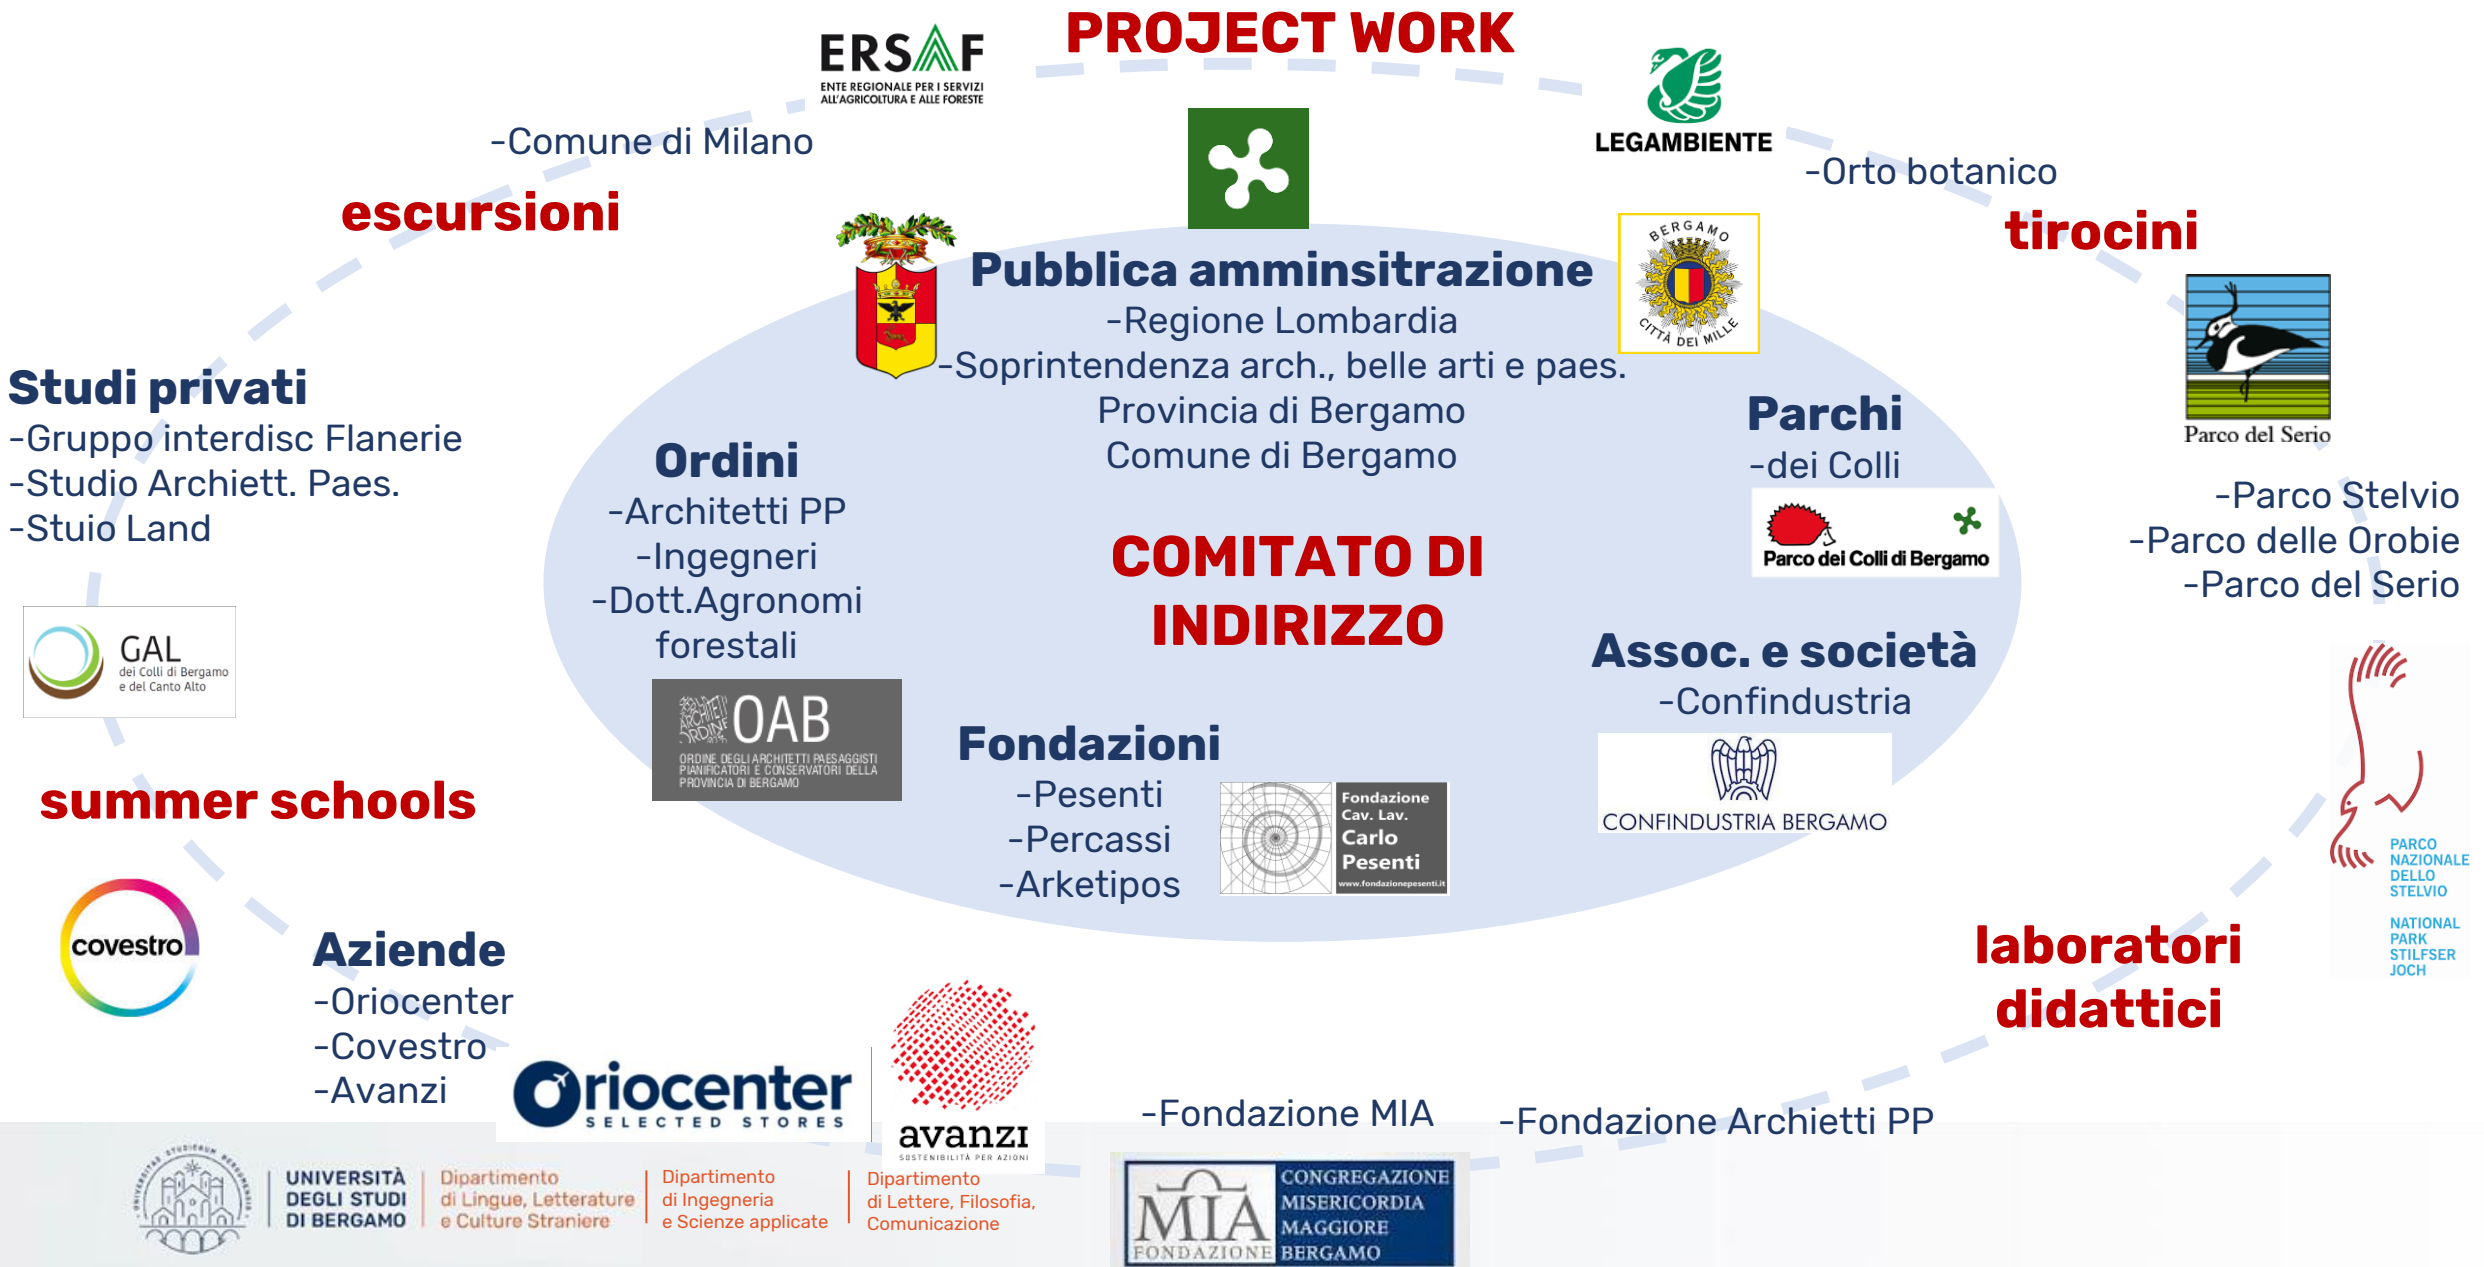 PROJECT WORK
ERSAF
ENTE REGIONALE PER I SERVIZI
ALL'AGRICOLTURA E ALLE FORESTE
-Comune di Milano
LEGAMBIENTE
-Orto botanico
escursioni
tirocini
BERGAMO
CITTÀ DEI MILLE
Pubblica amminsitrazione
-Regione Lombardia
-Soprintendenza arch., belle arti e paes.
Provincia di Bergamo
Comune di Bergamo
Studi privati
-Gruppo interdisc Flanerie
-Studio Archiett. Paes.
-Stuio Land
Ordini
-Architetti PP
-Ingegneri
-Dott.Agronomi
forestali
Parchi
-dei Colli
Parco dei Colli di Bergamo
Parco del Serio
-Parco Stelvio
-Parco delle Orobie
-Parco del Serio
COMITATO DI
INDIRIZZO
GAL
dei Colli di Bergamo
e del Canto Alto
OAB
ORDINE DEGLI ARCHITETTI PAESAGGISTI
PIANIFICATORI E CONSERVATORI DELLA
PROVINCIA DI BERGAMO
Assoc. e società
-Confindustria
CONFINDUSTRIA BERGAMO
Fondazioni
-Pesenti
-Percassi
-Arketipos
Fondazione
Cav. Lav.
Carlo
Pesenti
www.fondazionepesenti.it
summer schools
covestro
PARCO
NAZIONALE
DELLO
STELVIO
NATIONAL
PARK
STILFSER
JOCH
laboratori
didattici
Aziende
-Oriocenter
-Covestro
-Avanzi
Oriocenter
SELECTED STORES
avanzi
SOSTENIBILITÀ PER AZIONI
-Fondazione MIA
-Fondazione Archietti PP
UNIVERSITÀ
DEGLI STUDI
DI BERGAMO
Dipartimento
di Lingue, Letterature
e Culture Straniere
Dipartimento
di Ingegneria
e Scienze applicate
Dipartimento
di Lettere, Filosofia,
Comunicazione
MIA
FONDAZIONE
CONGREGAZIONE
MISERICORDIA
MAGGIORE
BERGAMO